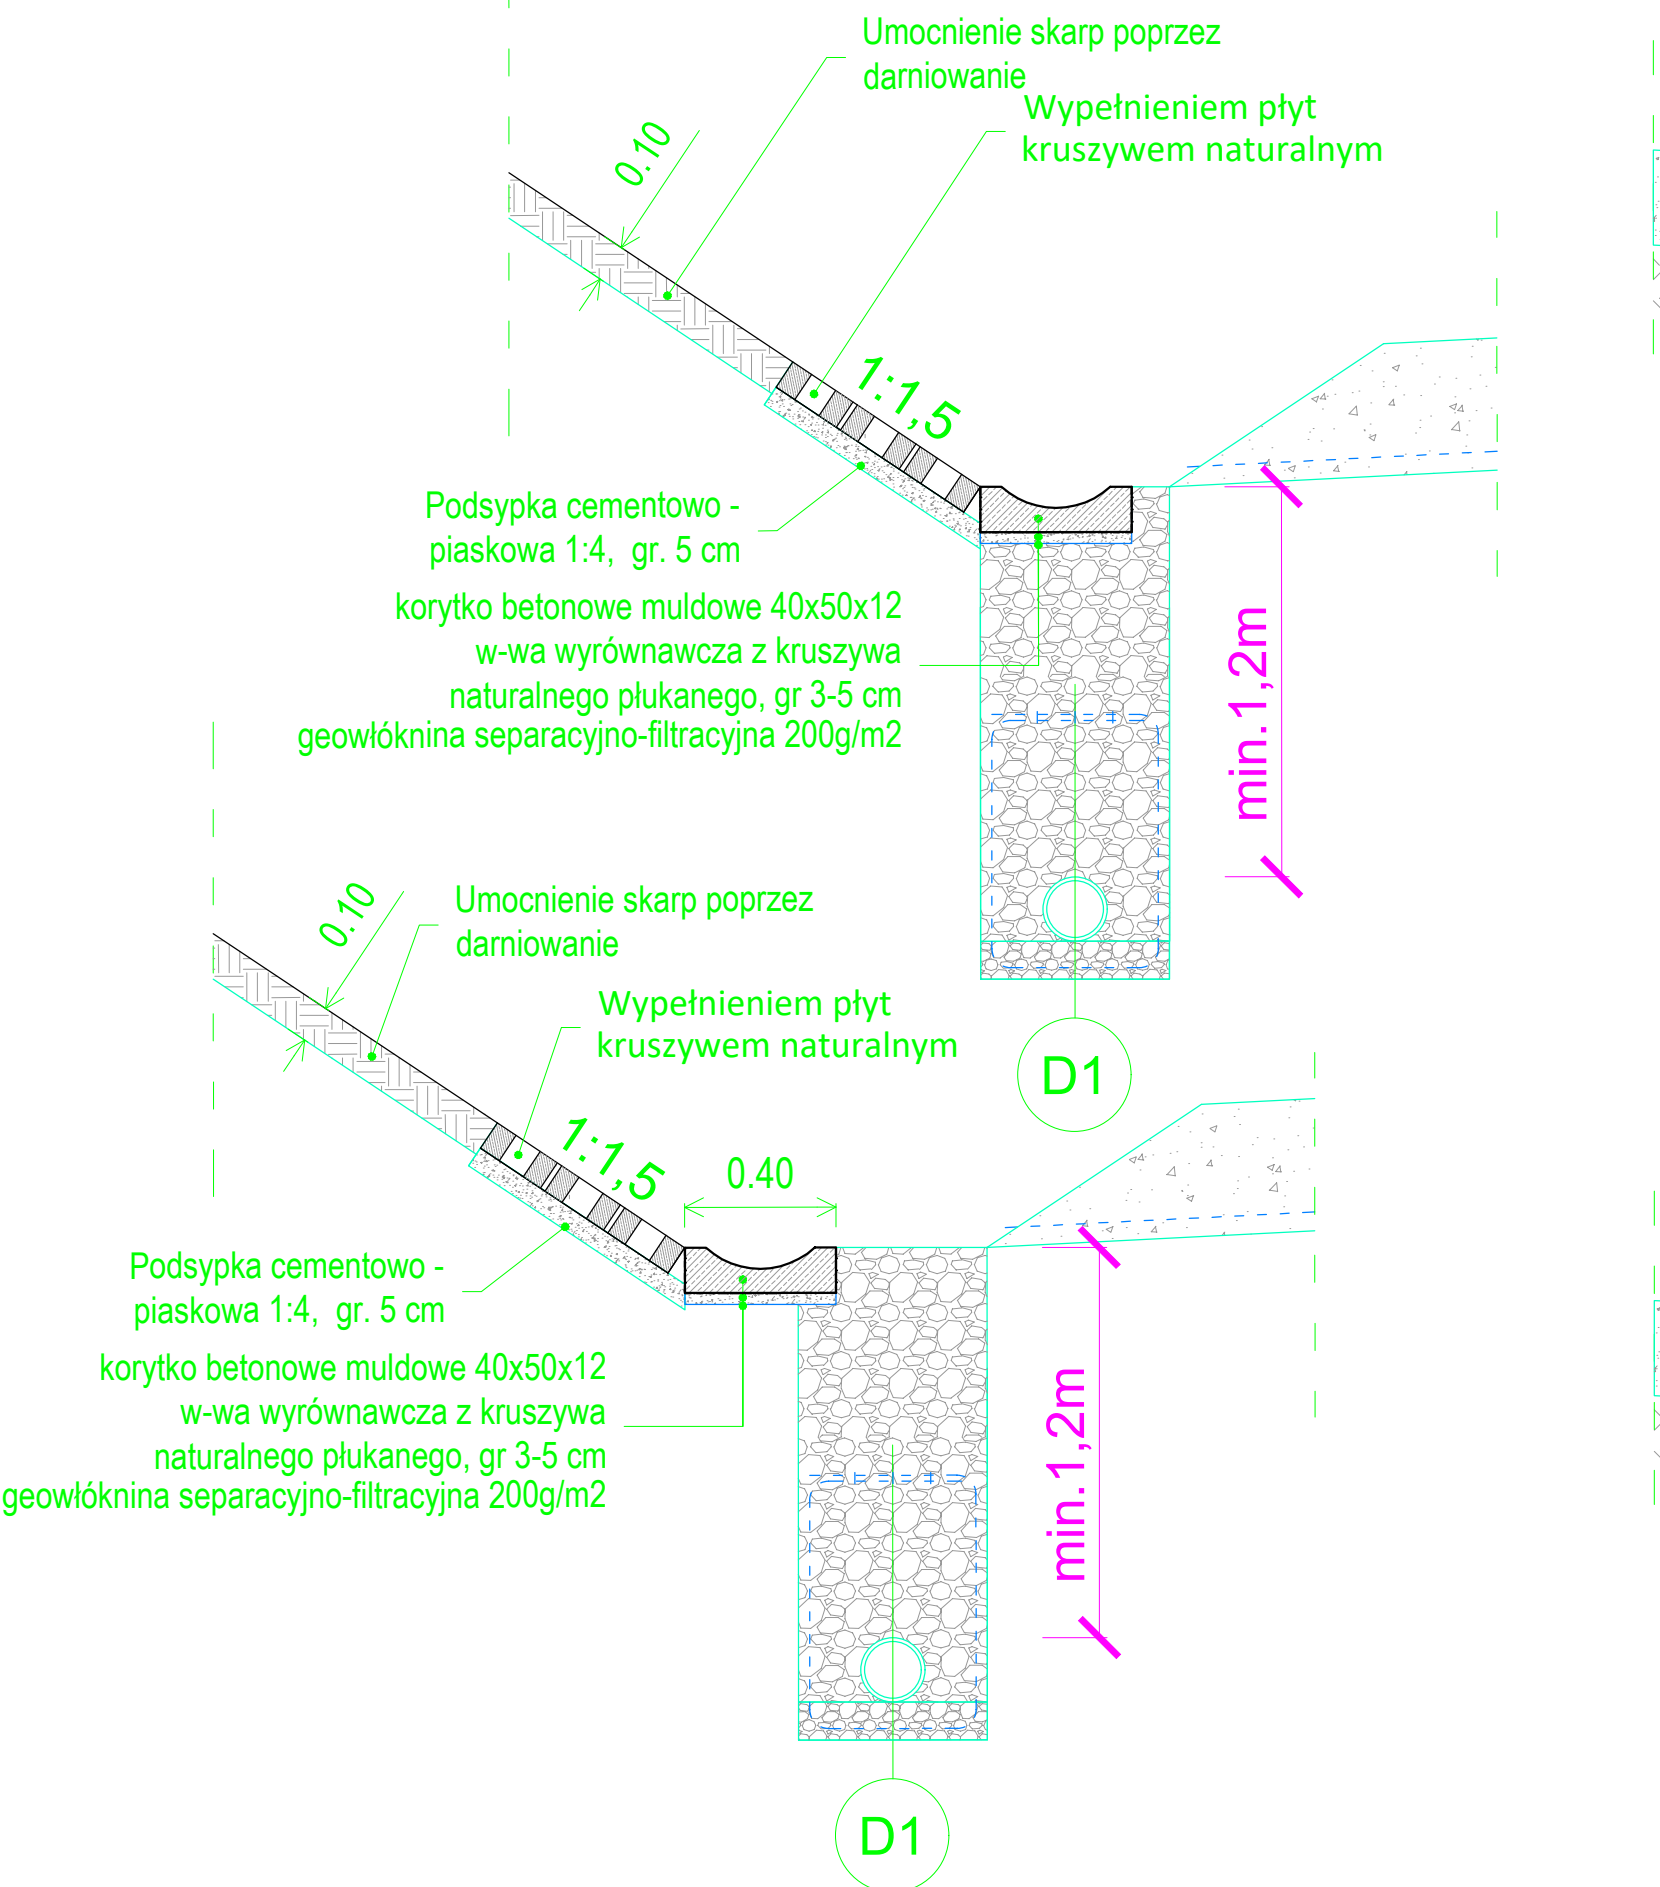 Umocnienie skarp poprzez
darniowanie
Wypełnieniem płyt
kruszywem naturalnym
0.10
1:1,5
Podsypka cementowo -
piaskowa 1:4, gr. 5 cm
korytko betonowe muldowe 40x50x12
w-wa wyrównawcza z kruszywa
naturalnego płukanego, gr 3-5 cm
geowłóknina separacyjno-filtracyjna 200g/m2
min.1,2m
D1
Umocnienie skarp poprzez
darniowanie
0.10
Wypełnieniem płyt
kruszywem naturalnym
1:1,5
0.40
Podsypka cementowo -
piaskowa 1:4, gr. 5 cm
korytko betonowe muldowe 40x50x12
w-wa wyrównawcza z kruszywa
naturalnego płukanego, gr 3-5 cm
geowłóknina separacyjno-filtracyjna 200g/m2
min.1,2m
D1